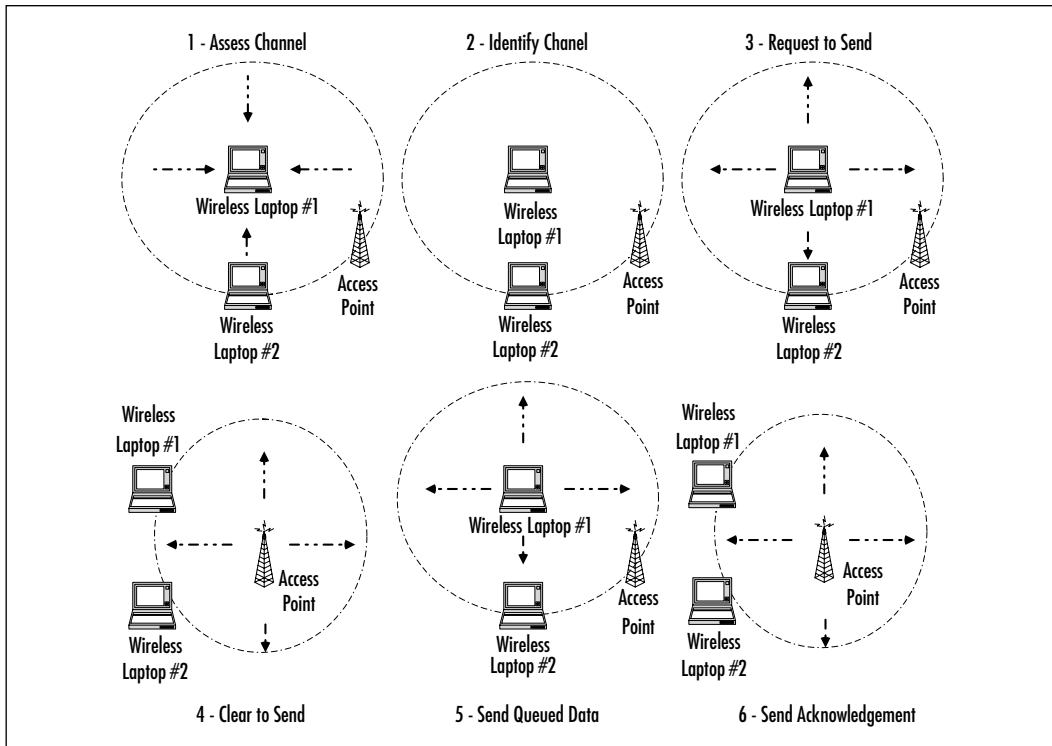 1 - Assess Channel
Wireless Laptop #1
Access
Point
Wireless
Laptop #2
2 - Identify Chanel
Wireless
Laptop #1
Access
Point
Wireless
Laptop #2
3 - Request to Send
Wireless Laptop #1
Access
Point
Wireless
Laptop #2
Wireless
Laptop #1
Access
Point
Wireless
Laptop #2
4 - Clear to Send
Wireless Laptop #1
Access
Point
Wireless
Laptop #2
5 - Send Queued Data
Wireless
Laptop #1
Access
Point
Wireless
Laptop #2
6 - Send Acknowledgement